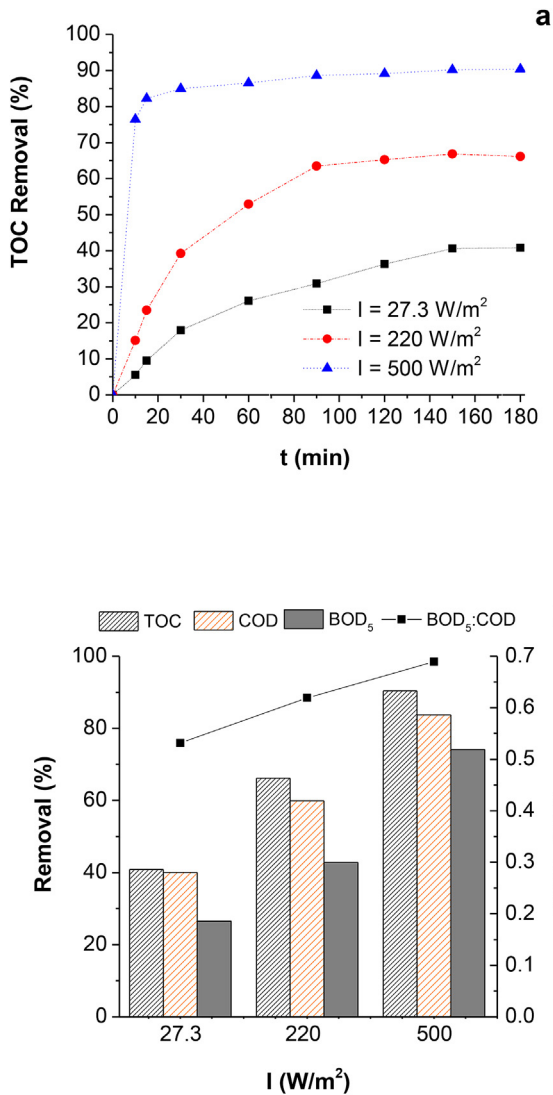 a
100
90
80
70
60
50
40
30
20
10
0
TOC Removal (%)
I = 27.3 W/m²
I = 220 W/m²
I = 500 W/m²
0 20 40 60 80 100 120 140 160 180
t (min)
TOC COD BOD₅ BOD₅:COD
100
80
60
40
20
0
Removal (%)
0.7
0.6
0.5
0.4
0.3
0.2
0.1
0.0
27.3 220 500
I (W/m²)